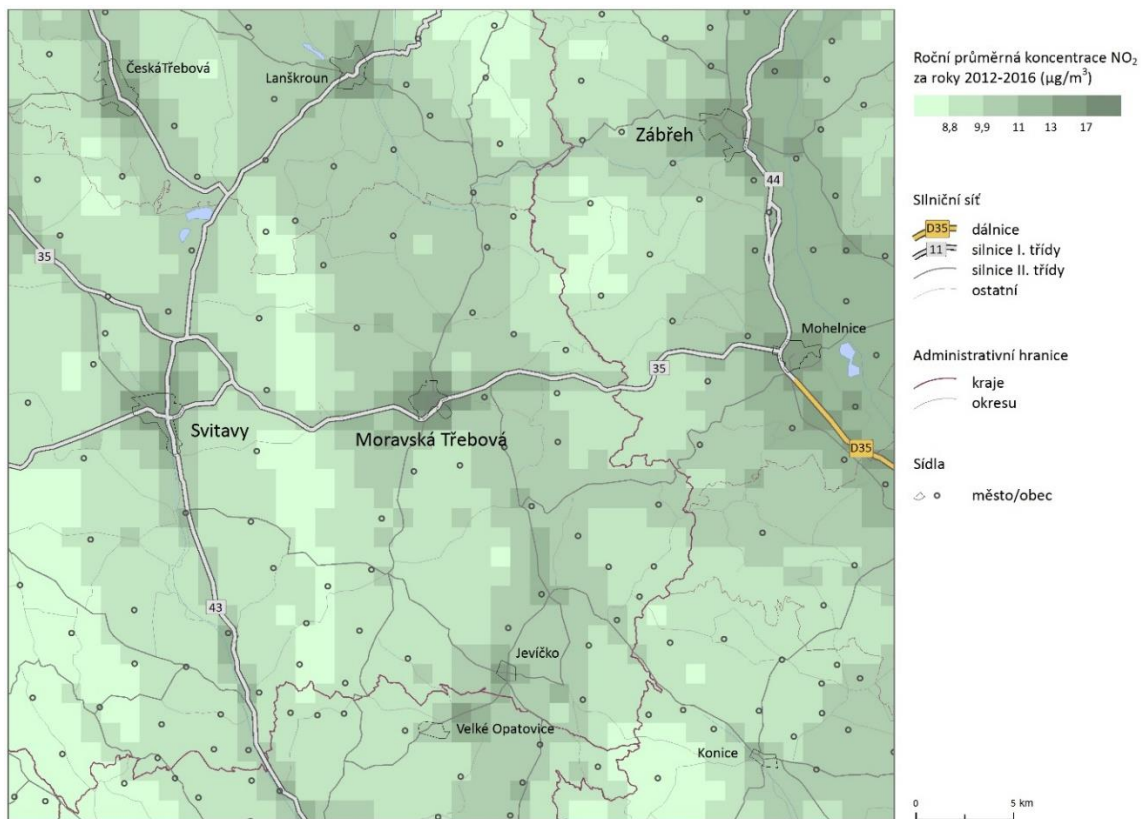 ČeskáTřebová
Lanškroun
Zábřeh
44
35
Mohelnice
35
Svitavy
Moravská Třebová
D35
43
Jevíčko
Velké Opatovice
Konice
Roční průměrná koncentrace NO₂
za roky 2012-2016 (µg/m³)
8,8 9,9 11 13 17
Silniční síť
D35 dálnice
11 silnice I. třídy
silnice II. třídy
ostatní
Administrativní hranice
kraje
okresu
Sídla
město/obec
0 5 km